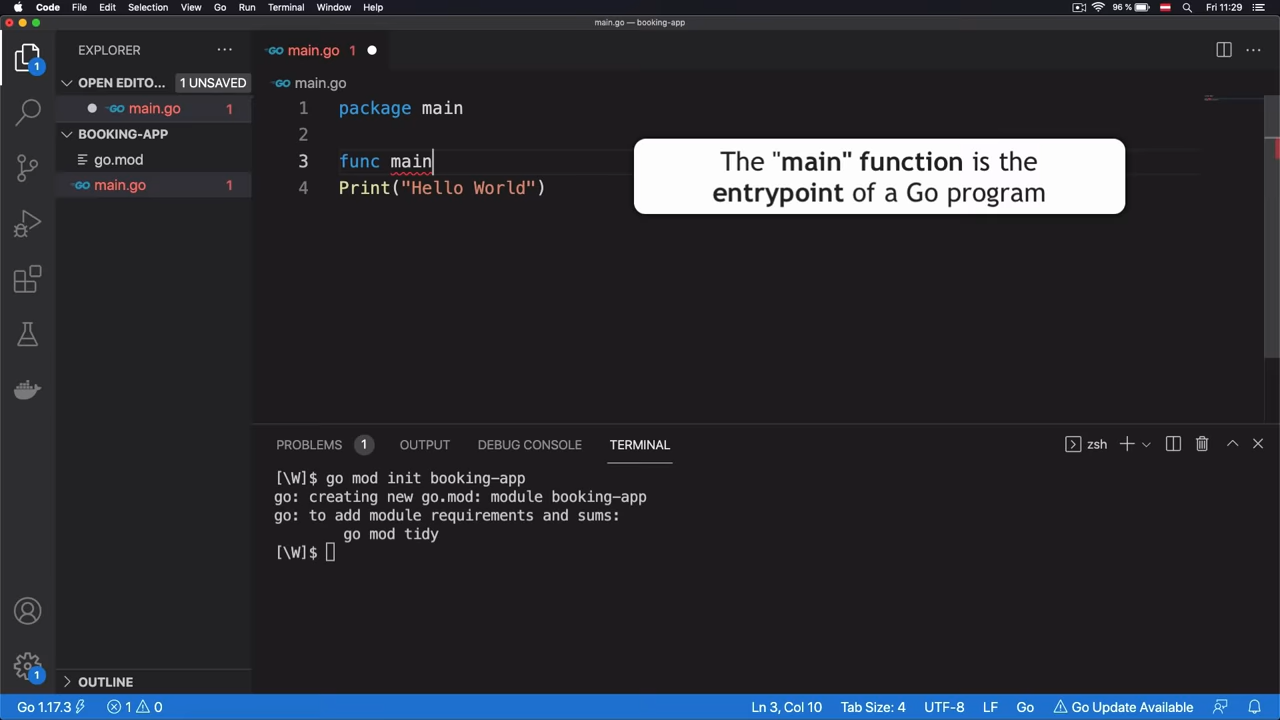 Code File Edit Selection View Go Run Terminal Window Help 96 % Fri 11:29
main.go — booking-app
EXPLORER
OPEN EDITO... 1 UNSAVED
main.go 1
BOOKING-APP
go.mod
main.go 1
OUTLINE
main.go 1
main.go
1 package main
2
3 func main
4 Print("Hello World")
The "main" function is the
entrypoint of a Go program
PROBLEMS 1 OUTPUT DEBUG CONSOLE TERMINAL
zsh
[\W]$ go mod init booking-app
go: creating new go.mod: module booking-app
go: to add module requirements and sums:
go mod tidy
[\W]$
1
1
Go 1.17.3 1 0 Ln 3, Col 10 Tab Size: 4 UTF-8 LF Go Go Update Available